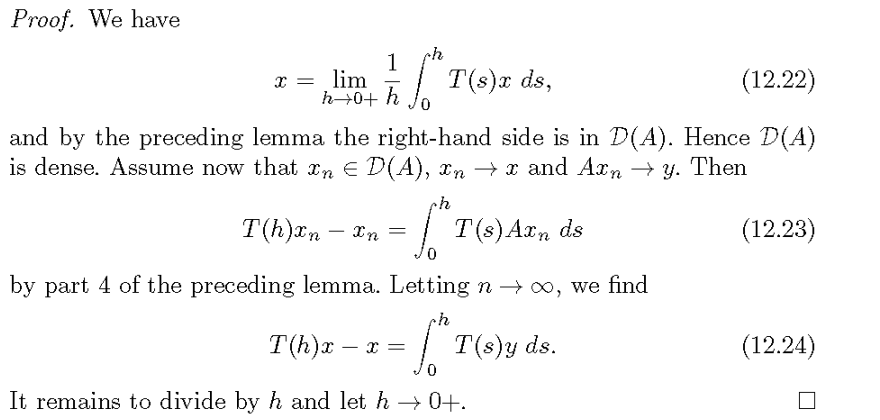 Proof. We have
x = lim_{h→0+} \frac{1}{h} ∫_0^h T(s)x ds, (12.22)
and by the preceding lemma the right-hand side is in 𝒟(A). Hence 𝒟(A)
is dense. Assume now that x_n ∈ 𝒟(A), x_n → x and Ax_n → y. Then
T(h)x_n − x_n = ∫_0^h T(s)Ax_n ds (12.23)
by part 4 of the preceding lemma. Letting n → ∞, we find
T(h)x − x = ∫_0^h T(s)y ds. (12.24)
It remains to divide by h and let h → 0+. □